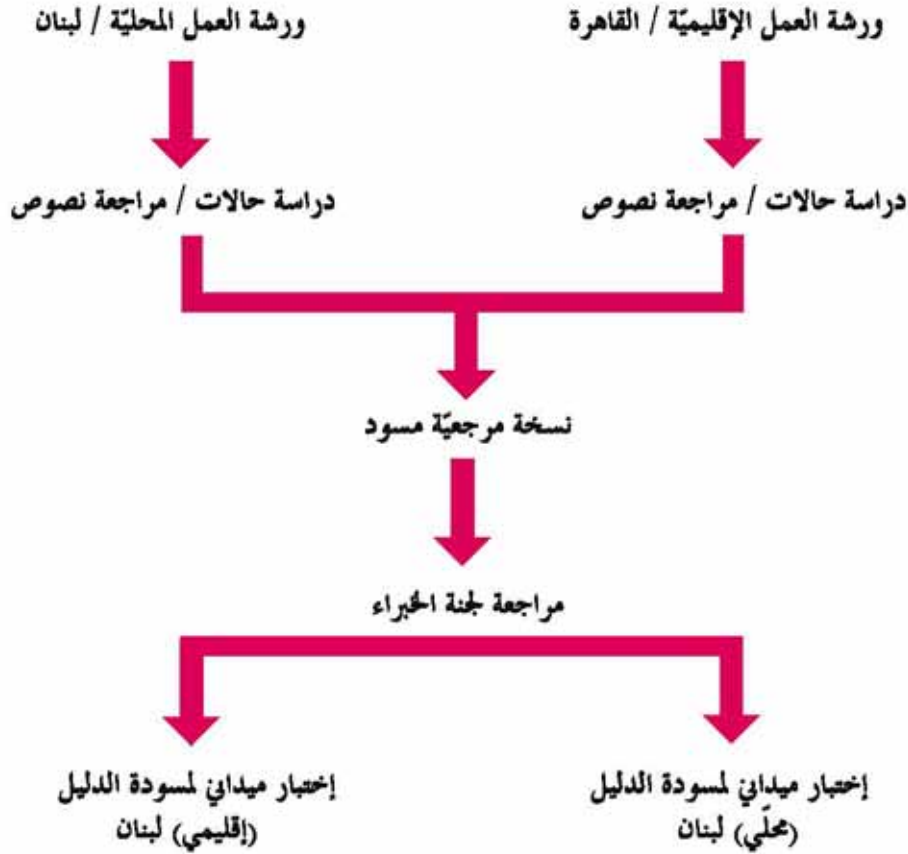 ورشة العمل الإقليميّة / القاهرة
ورشة العمل المحليّة / لبنان
دراسة حالات / مراجعة نصوص
دراسة حالات / مراجعة نصوص
نسخة مرجعيّة مسود
مراجعة لجنة الخبراء
إختبار ميداني لمسودة الدليل
(محلّي) لبنان
إختبار ميداني لمسودة الدليل
(إقليمي) لبنان